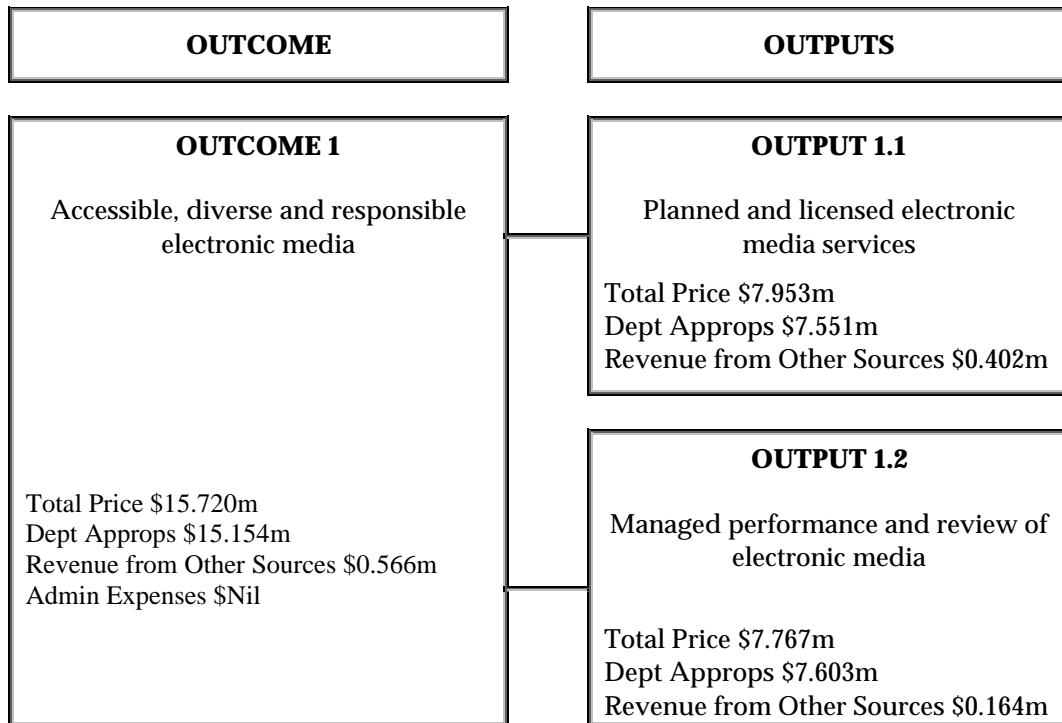 OUTCOME
OUTPUTS
OUTCOME 1
Accessible, diverse and responsible
electronic media
Total Price $15.720m
Dept Approps $15.154m
Revenue from Other Sources $0.566m
Admin Expenses $Nil
OUTPUT 1.1
Planned and licensed electronic
media services
Total Price $7.953m
Dept Approps $7.551m
Revenue from Other Sources $0.402m
OUTPUT 1.2
Managed performance and review of
electronic media
Total Price $7.767m
Dept Approps $7.603m
Revenue from Other Sources $0.164m